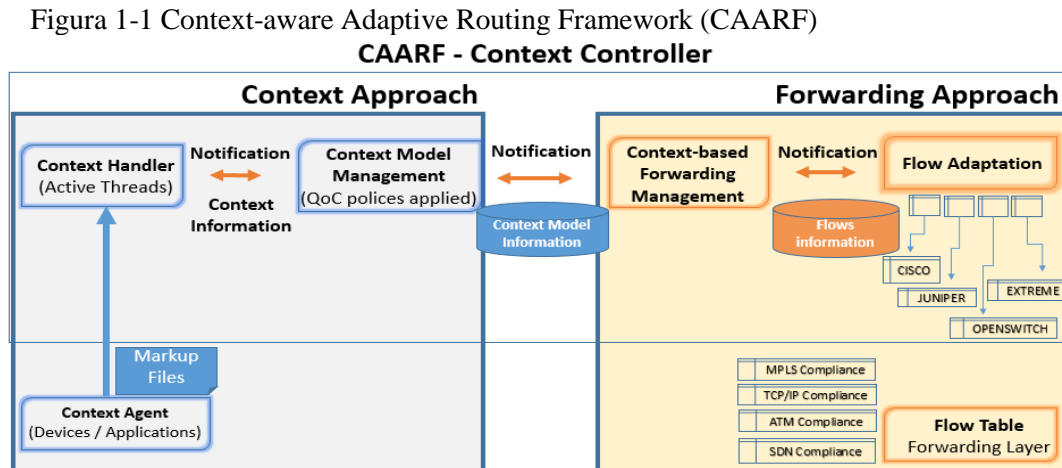 Figura 1-1 Context-aware Adaptive Routing Framework (CAARF)
CAARF - Context Controller
Context Approach
Forwarding Approach
Context Handler
(Active Threads)
Notification
Context
Information
Context Model
Management
(QoC polices applied)
Notification
Context Model
Information
Context-based
Forwarding
Management
Notification
Flows
information
Flow Adaptation
CISCO
JUNIPER
EXTREME
OPENSWITCH
Markup
Files
Context Agent
(Devices / Applications)
MPLS Compliance
TCP/IP Compliance
ATM Compliance
SDN Compliance
Flow Table
Forwarding Layer